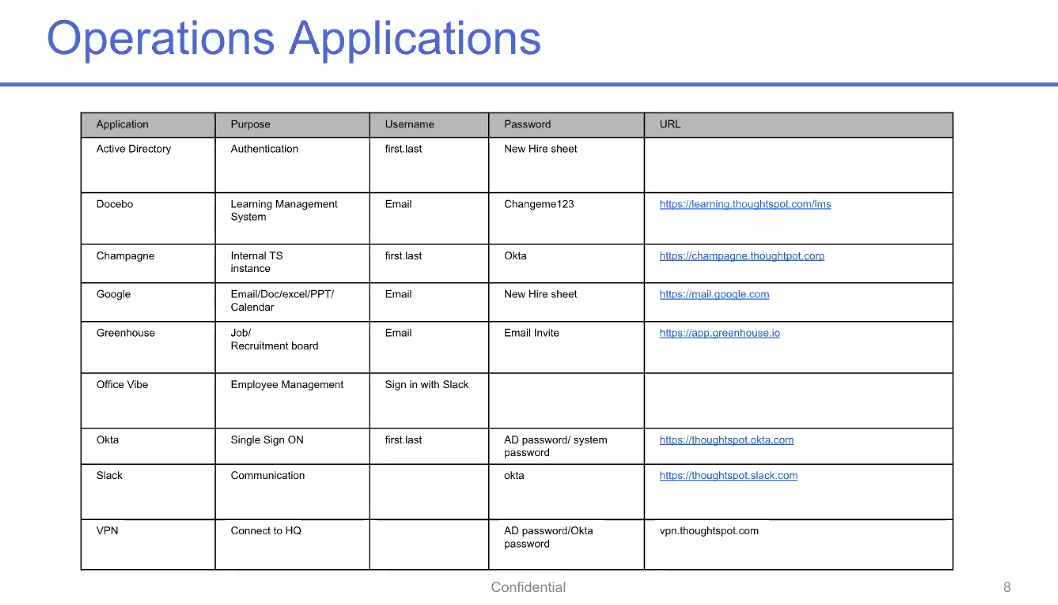 Operations Applications
Application Purpose Username Password URL
Active Directory Authentication first.last New Hire sheet
Docebo Learning Management Email Changeme123 https://learning.thoughtspot.com/lms
System
Champagne Internal TS first.last Okta https://champagne.thoughtpot.corp
instance
Google Email/Doc/excel/PPT/ Email New Hire sheet https://mail.google.com
Calendar
Greenhouse Job/ Email Email Invite https://app.greenhouse.io
Recruitment board
Office Vibe Employee Management Sign in with Slack
Okta Single Sign ON first.last AD password/ system https://thoughtspot.okta.com
password
Slack Communication okta https://thoughtspot.slack.com
VPN Connect to HQ AD password/Okta vpn.thoughtspot.com
password
Confidential 8